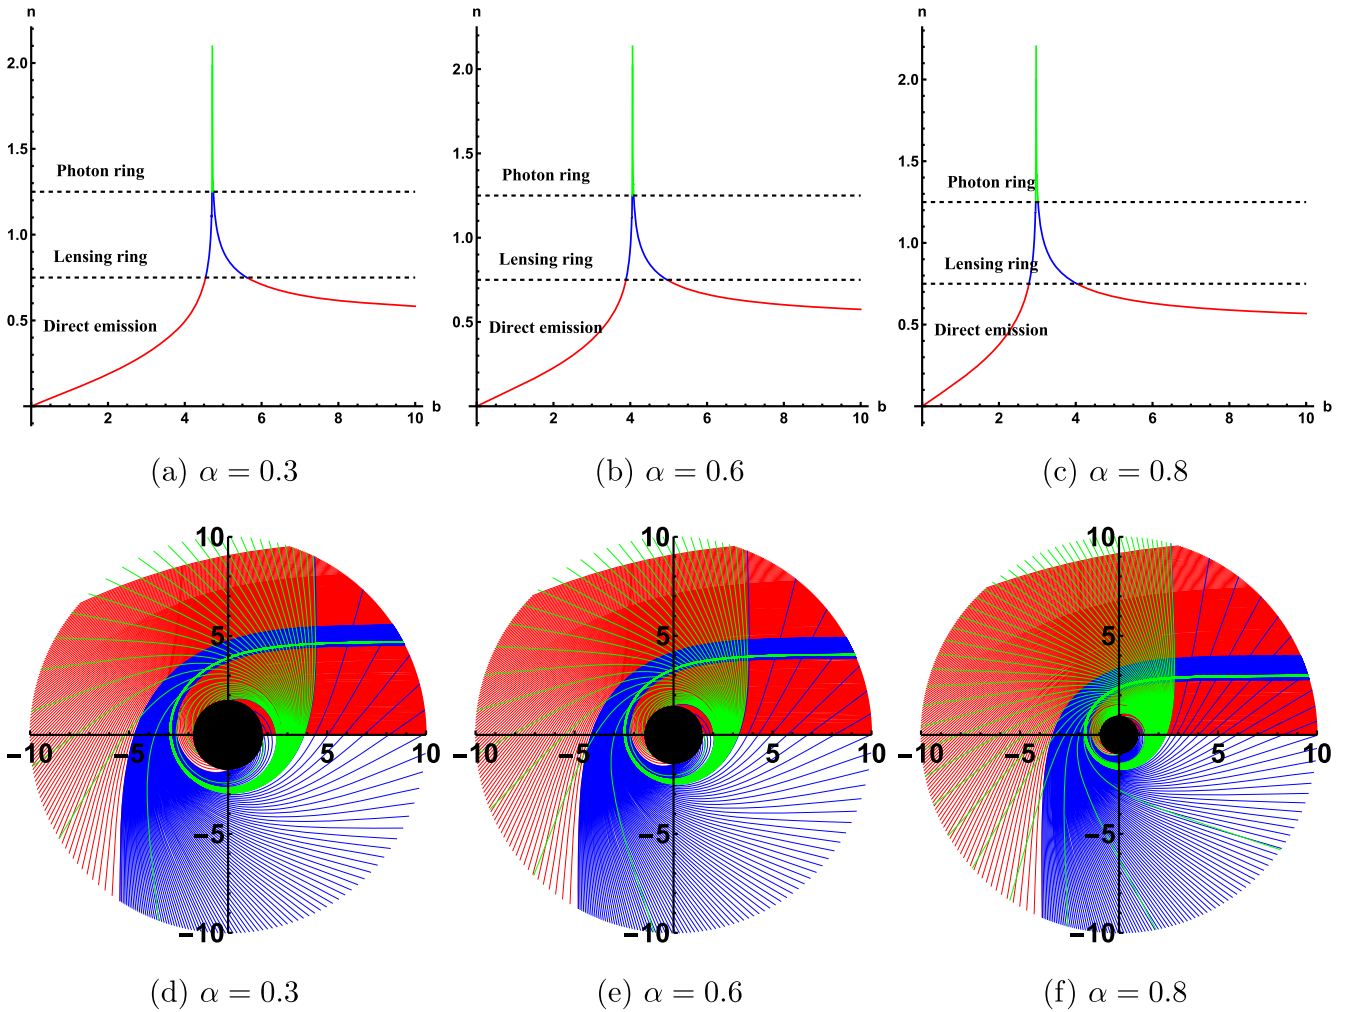 n
2.0
1.5
Photon ring
1.0
Lensing ring
0.5
Direct emission
2 4 6 8 10 b
(a) α = 0.3
n
2.0
1.5
Photon ring
1.0
Lensing ring
0.5
Direct emission
2 4 6 8 10 b
(b) α = 0.6
n
2.0
1.5
Photon ring
1.0
Lensing ring
0.5
Direct emission
2 4 6 8 10 b
(c) α = 0.8
10
5
−10 −5 5 10
−5
−10
(d) α = 0.3
10
5
−10 −5 5 10
−5
−10
(e) α = 0.6
10
5
−10 −5 5 10
−5
−10
(f) α = 0.8